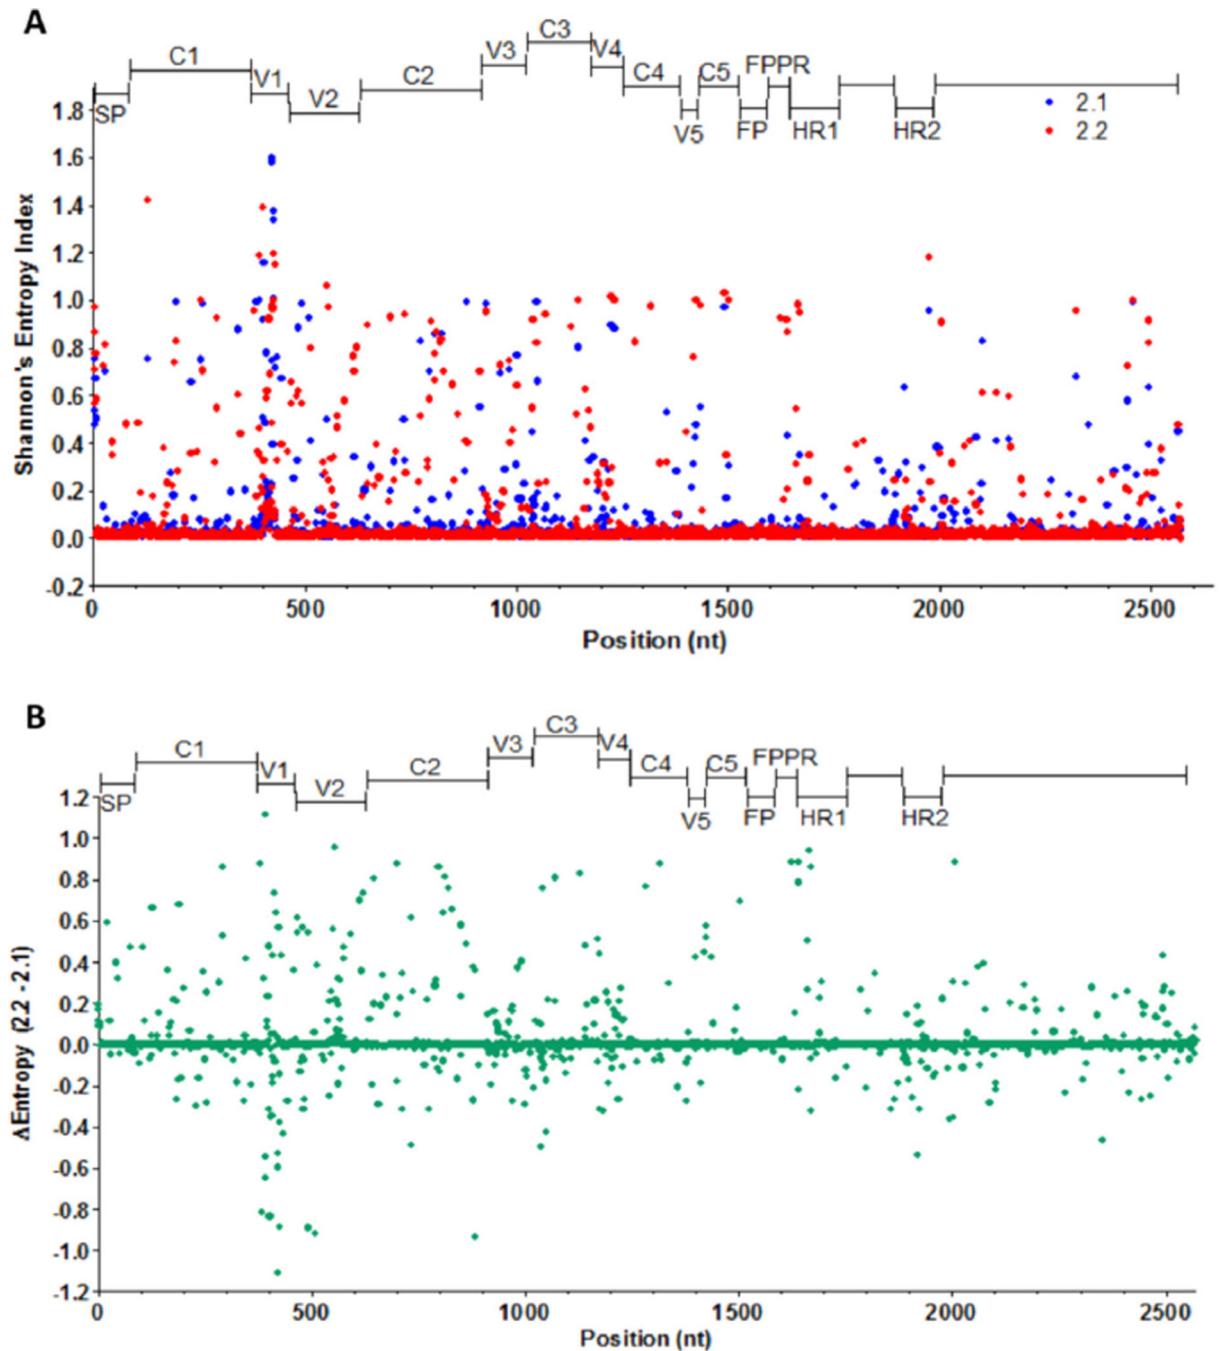 A
C3
V3
V4
C1
FPPR
V1
C2
C4
C5
V2
SP
V5
FP
HR1
HR2
2.1
2.2
1.8
1.6
1.4
1.2
1.0
0.8
0.6
0.4
0.2
0.0
-0.2
Shannon's Entropy Index
0 500 1000 1500 2000 2500
Position (nt)
B
C3
V3
V4
C1
FPPR
V1
C2
C4
C5
V2
SP
V5
FP
HR1
HR2
1.2
1.0
0.8
0.6
0.4
0.2
0.0
-0.2
-0.4
-0.6
-0.8
-1.0
-1.2
ΔEntropy (2.2 - 2.1)
0 500 1000 1500 2000 2500
Position (nt)